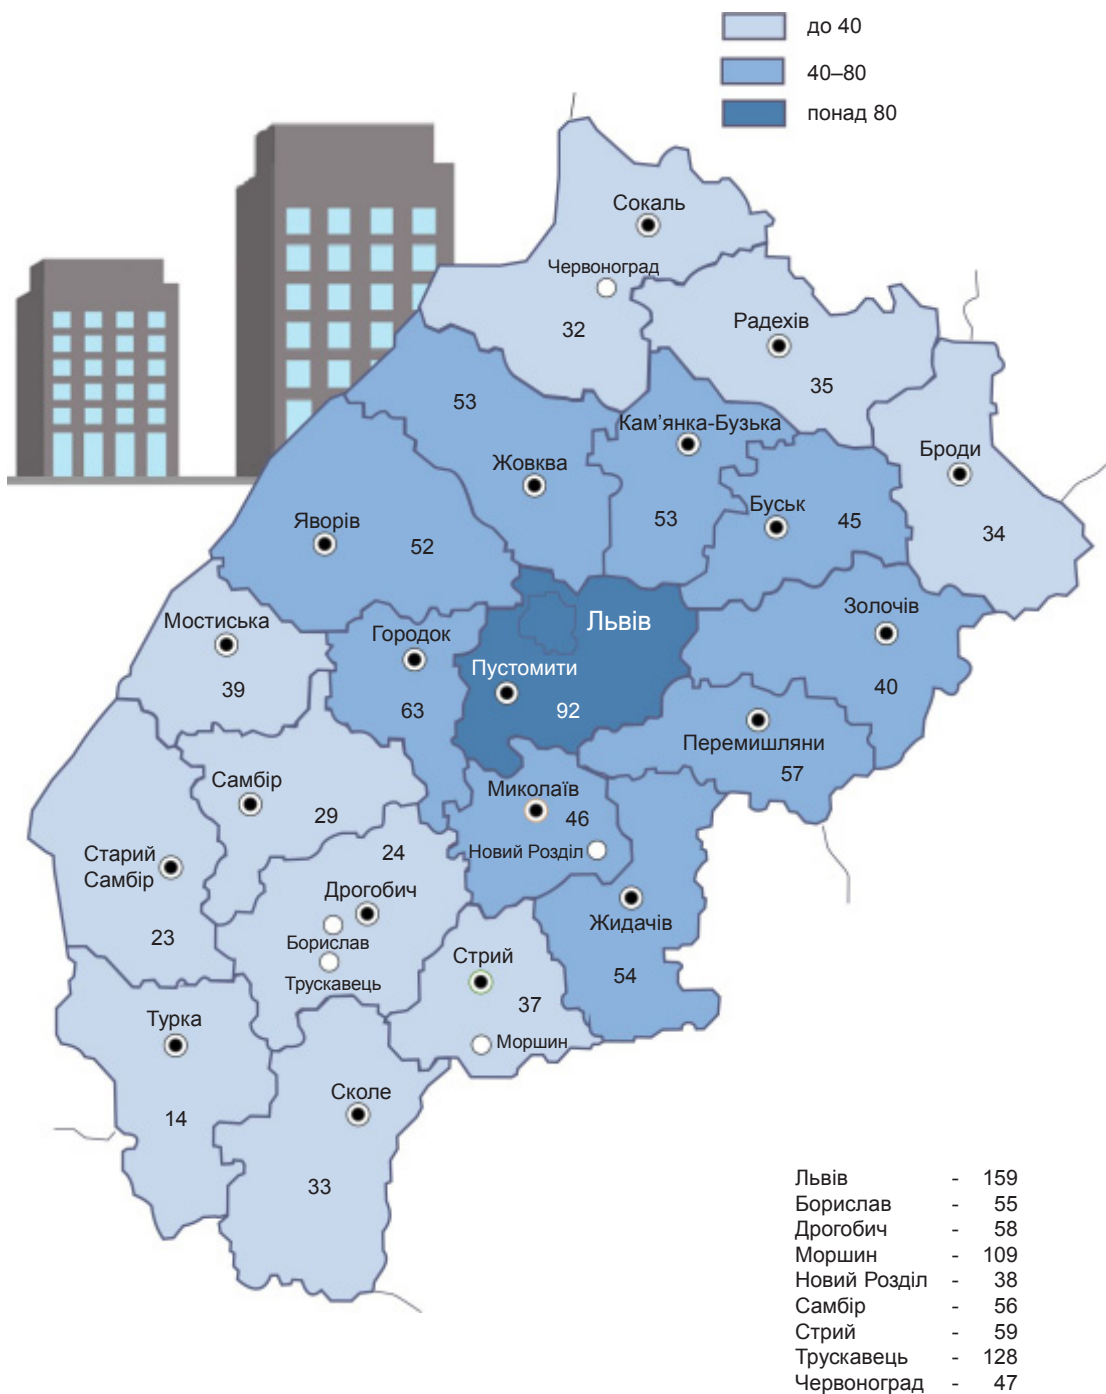 до 40
40–80
понад 80
Сокаль
Червоноград
32
Радехів
35
53
Кам’янка-Бузька
Жовква
53
Броди
34
Буськ
45
Яворів
52
Мостиська
39
Городок
63
Львів
Пустомити
92
Золочів
40
Перемишляни
57
Самбір
29
Миколаїв
46
Новий Розділ
Старий
Самбір
23
24
Дрогобич
Борислав
Трускавець
Жидачів
54
Стрий
37
Моршин
Турка
14
Сколе
33
Львів - 159
Борислав - 55
Дрогобич - 58
Моршин - 109
Новий Розділ - 38
Самбір - 56
Стрий - 59
Трускавець - 128
Червоноград - 47